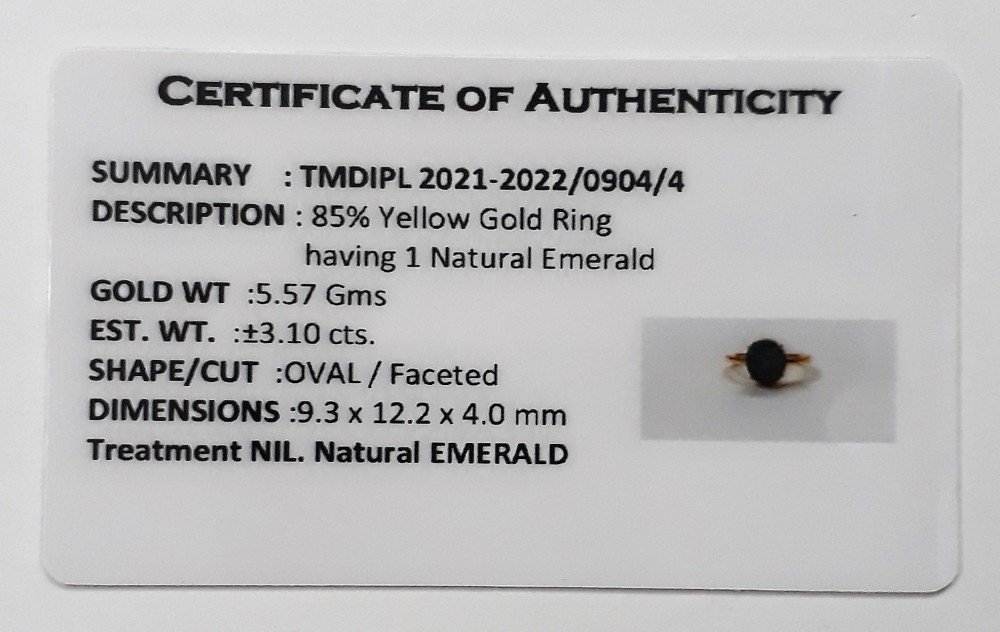 CERTIFICATE OF AUTHENTICITY
SUMMARY : TMDIPL 2021-2022/0904/4
DESCRIPTION : 85% Yellow Gold Ring
having 1 Natural Emerald
GOLD WT :5.57 Gms
EST. WT. :±3.10 cts.
SHAPE/CUT :OVAL / Faceted
DIMENSIONS :9.3 x 12.2 x 4.0 mm
Treatment NIL. Natural EMERALD